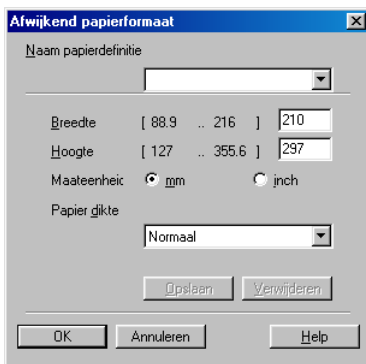 Afwijkend papierformaat
Naam papierdefinitie
Breedte [ 88.9 .. 216 ] 210
Hoogte [ 127 .. 355.6 ] 297
Maateenheic mm inch
Papier dikte
Normaal
Opslaan Verwijderen
OK Annuleren Help